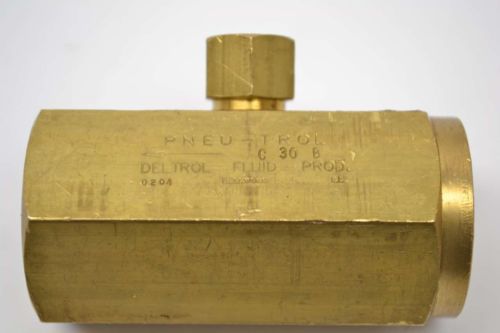 PNEU-TROL
C 30 B
DELTROL FLUID PROD.
0204